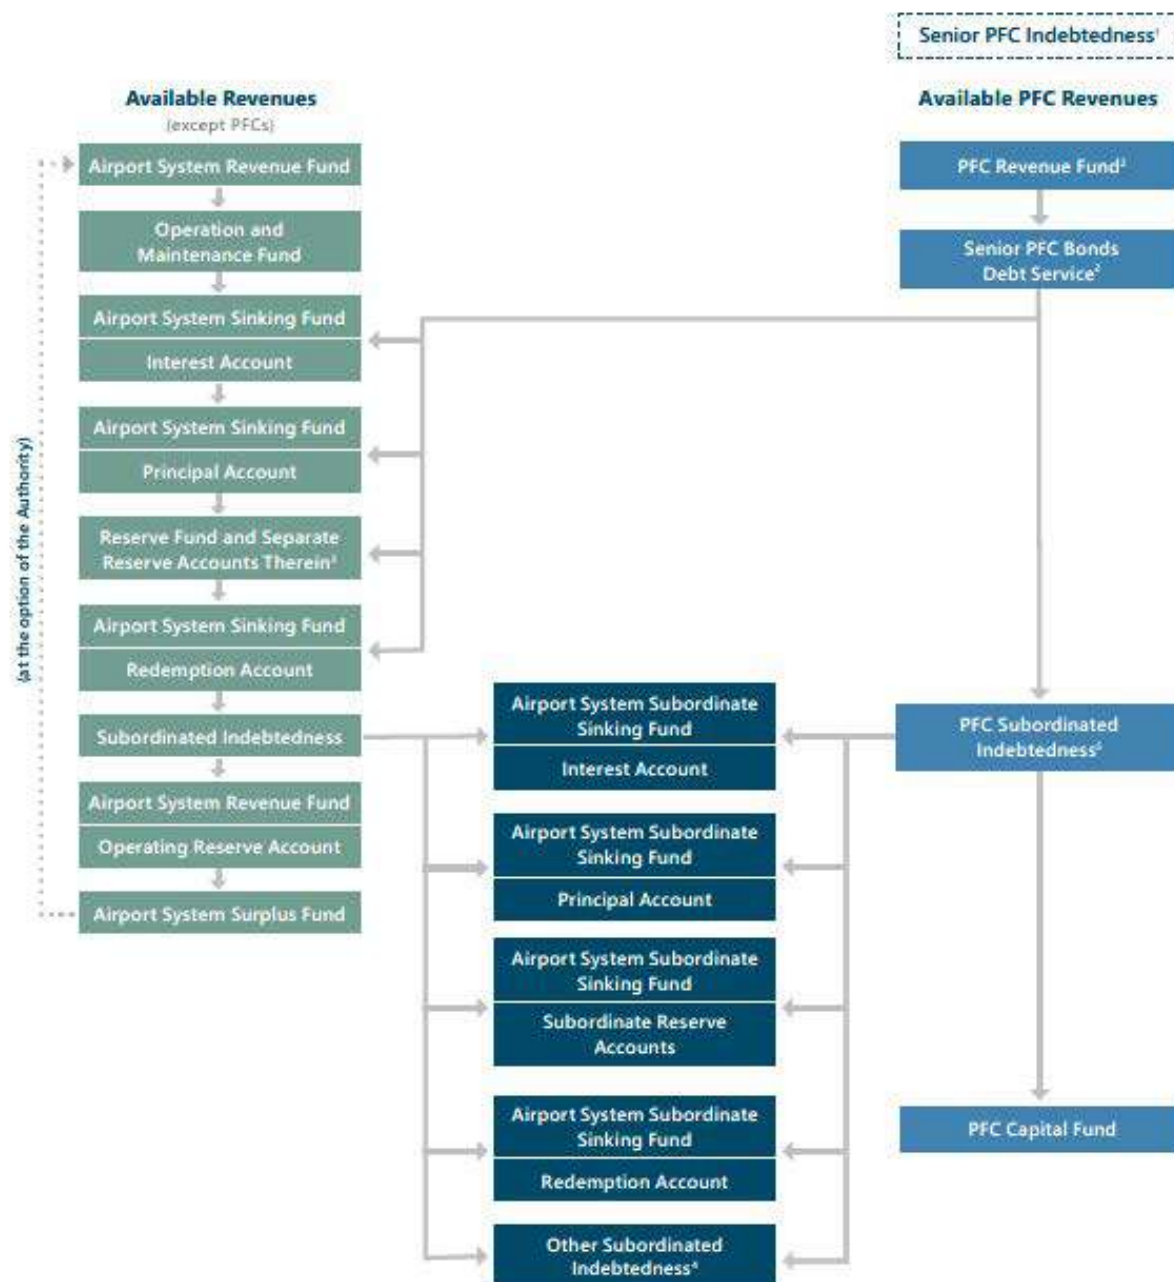 Senior PFC Indebtedness¹
Available Revenues
(except PFCs)
Available PFC Revenues
(at the option of the Authority)
Airport System Revenue Fund
Operation and
Maintenance Fund
Airport System Sinking Fund
Interest Account
Airport System Sinking Fund
Principal Account
Reserve Fund and Separate
Reserve Accounts Therein
Airport System Sinking Fund
Redemption Account
Subordinated Indebtedness
Airport System Revenue Fund
Operating Reserve Account
Airport System Surplus Fund
Airport System Subordinate
Sinking Fund
Interest Account
Airport System Subordinate
Sinking Fund
Principal Account
Airport System Subordinate
Sinking Fund
Subordinate Reserve
Accounts
Airport System Subordinate
Sinking Fund
Redemption Account
Other Subordinated
Indebtedness⁴
PFC Revenue Fund
Senior PFC Bonds
Debt Service²
PFC Subordinated
Indebtedness
PFC Capital Fund